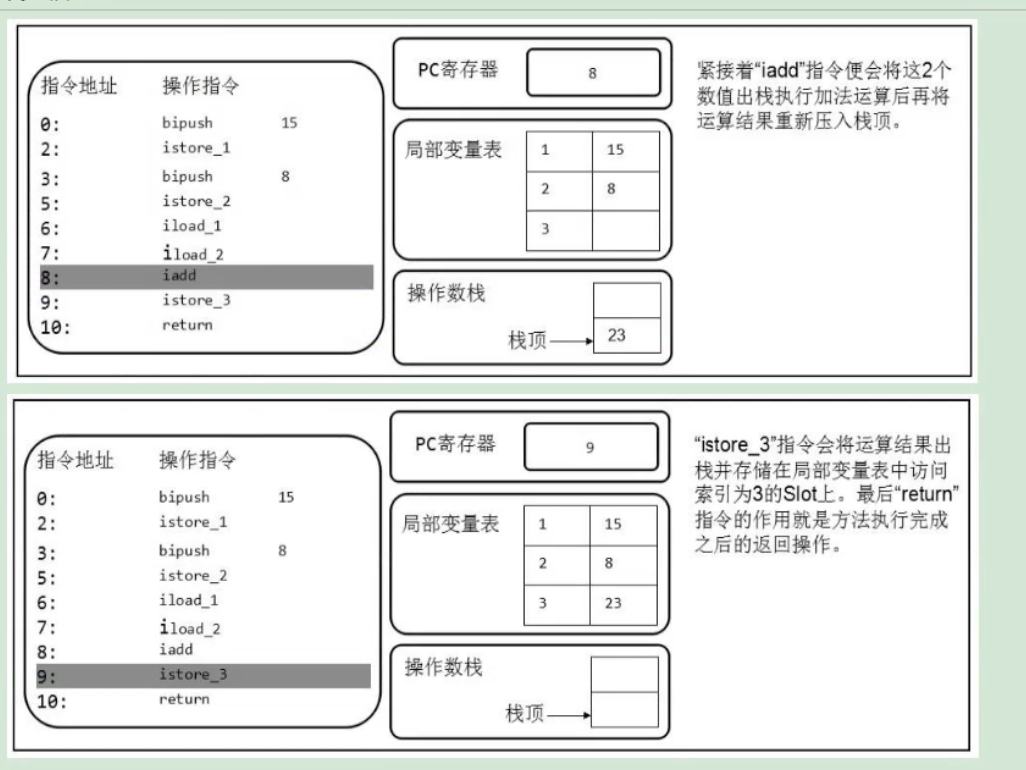 指令地址 操作指令
0: bipush 15
2: istore_1
3: bipush 8
5: istore_2
6: iload_1
7: iload_2
8: iadd
9: istore_3
10: return
PC寄存器 8
局部变量表
1 15
2 8
3
操作数栈
栈顶 23
紧接着“iadd”指令便会将这2个
数值出栈执行加法运算后再将
运算结果重新压入栈顶。
指令地址 操作指令
0: bipush 15
2: istore_1
3: bipush 8
5: istore_2
6: iload_1
7: iload_2
8: iadd
9: istore_3
10: return
PC寄存器 9
局部变量表
1 15
2 8
3 23
操作数栈
栈顶
“istore_3”指令会将运算结果出
栈并存储在局部变量表中访问
索引为3的Slot上。最后“return”
指令的作用就是方法执行完成
之后的返回操作。